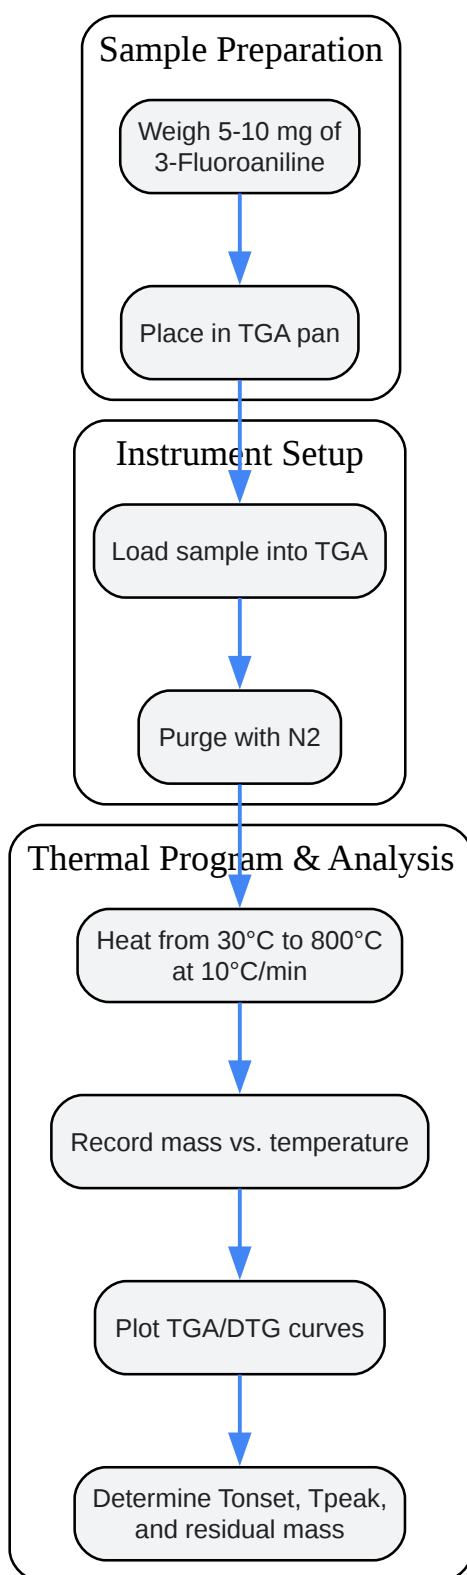 Sample Preparation
Weigh 5-10 mg of
3-Fluoroaniline
Place in TGA pan
Instrument Setup
Load sample into TGA
Purge with N2
Thermal Program & Analysis
Heat from 30°C to 800°C
at 10°C/min
Record mass vs. temperature
Plot TGA/DTG curves
Determine Tonset, Tpeak,
and residual mass